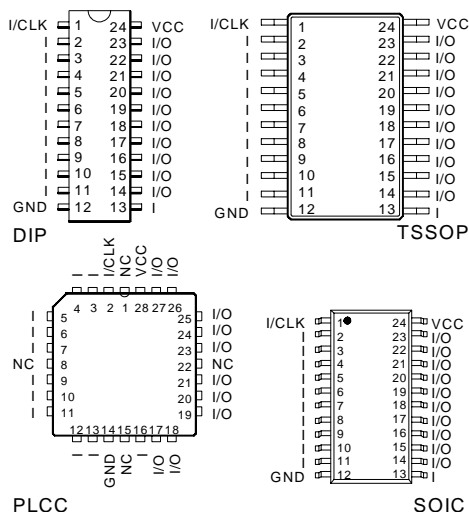 I/CLK 1 24 VCC
I 2 23 I/O
I 3 22 I/O
I 4 21 I/O
I 5 20 I/O
I 6 19 I/O
I 7 18 I/O
I 8 17 I/O
I 9 16 I/O
I 10 15 I/O
I 11 14 I/O
GND 12 13 I
DIP
I/CLK 1 24 VCC
I 2 23 I/O
I 3 22 I/O
I 4 21 I/O
I 5 20 I/O
I 6 19 I/O
I 7 18 I/O
I 8 17 I/O
I 9 16 I/O
I 10 15 I/O
I 11 14 I/O
GND 12 13 I
TSSOP
I I I/CLK NC VCC I/O I/O
4 3 2 1 28 27 26
I 5 25 I/O
I 6 24 I/O
I 7 23 I/O
NC 8 22 NC
I 9 21 I/O
I 10 20 I/O
I 11 19 I/O
12 13 14 15 16 17 18
I I GND NC I I/O I/O
PLCC
I/CLK 1 24 VCC
I 2 23 I/O
I 3 22 I/O
I 4 21 I/O
I 5 20 I/O
I 6 19 I/O
I 7 18 I/O
I 8 17 I/O
I 9 16 I/O
I 10 15 I/O
I 11 14 I/O
GND 12 13 I
SOIC